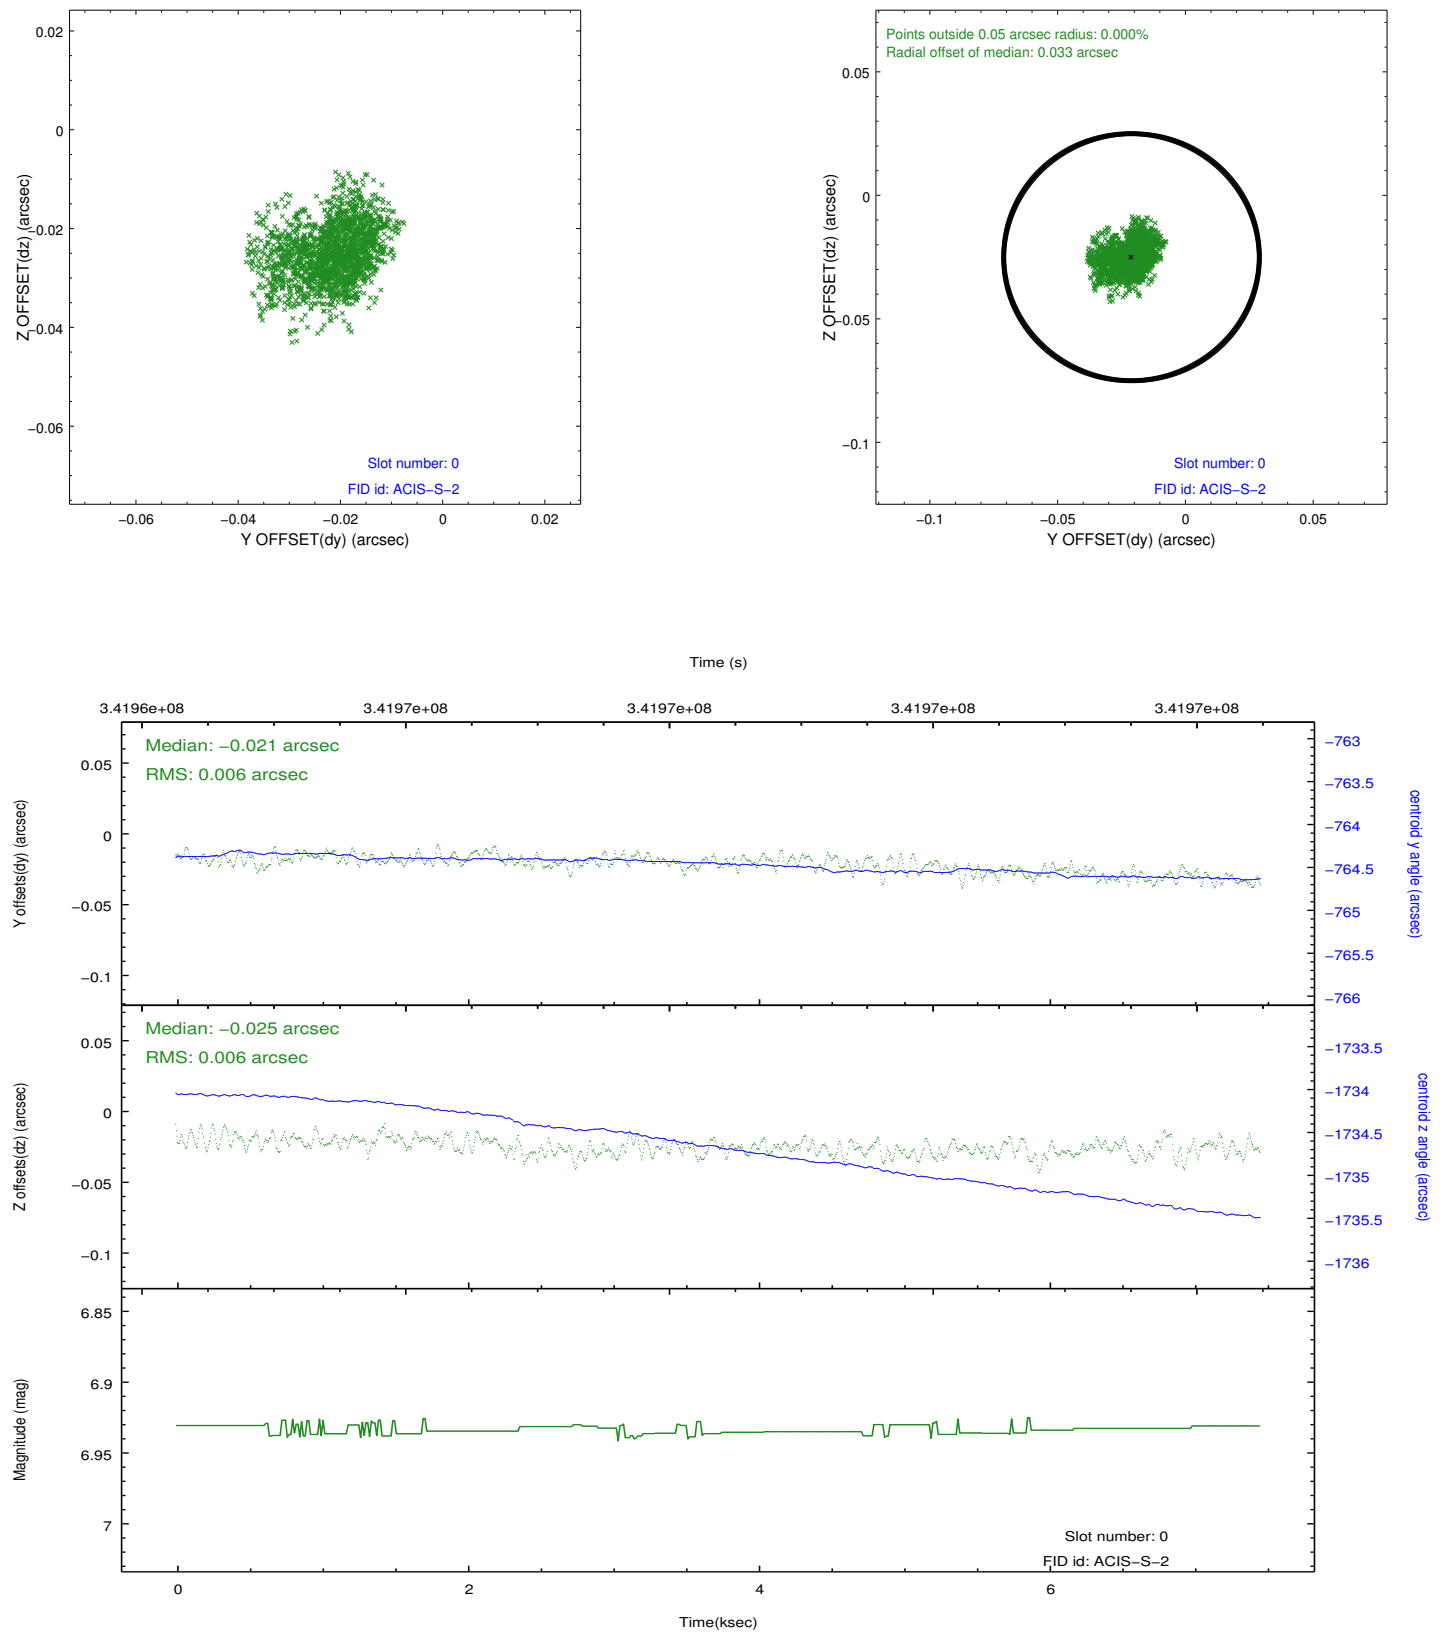 0.02
0
−0.02
−0.04
−0.06
Z OFFSET(dz) (arcsec)
Slot number: 0
FID id: ACIS−S−2
−0.06
−0.04
−0.02
0
0.02
Y OFFSET(dy) (arcsec)
Points outside 0.05 arcsec radius: 0.000%
Radial offset of median: 0.033 arcsec
0.05
0
−0.05
−0.1
Z OFFSET(dz) (arcsec)
Slot number: 0
FID id: ACIS−S−2
−0.1
−0.05
0
0.05
Y OFFSET(dy) (arcsec)
Time (s)
3.4196e+08
3.4197e+08
3.4197e+08
3.4197e+08
3.4197e+08
Median: −0.021 arcsec
RMS: 0.006 arcsec
0.05
0
−0.05
−0.1
Y offsets(dy) (arcsec)
−763
−763.5
−764
−764.5
−765
−765.5
−766
centroid y angle (arcsec)
Median: −0.025 arcsec
RMS: 0.006 arcsec
0.05
0
−0.05
−0.1
Z offsets(dz) (arcsec)
−1733.5
−1734
−1734.5
−1735
−1735.5
−1736
centroid z angle (arcsec)
6.85
6.9
6.95
7
Magnitude (mag)
Slot number: 0
FID id: ACIS−S−2
0
2
4
6
Time(ksec)